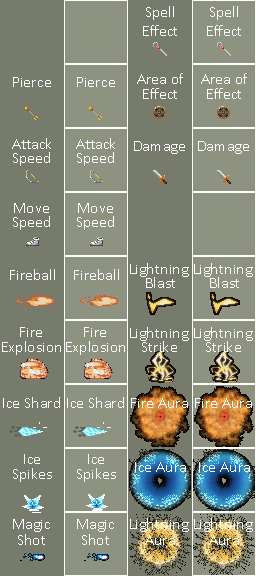 Spell Spell
Effect Effect
Pierce Pierce Area of Area of
Effect Effect
Attack Attack Damage Damage
Speed Speed
Move Move
Speed Speed
Fireball Fireball Lightning Lightning
Blast Blast
Fire Fire Lightning Lightning
Explosion Explosion Strike Strike
Ice Shard Ice Shard Fire Aura Fire Aura
Ice Ice Ice Aura Ice Aura
Spikes Spikes
Magic Magic Lightning Lightning
Shot Shot Aura Aura